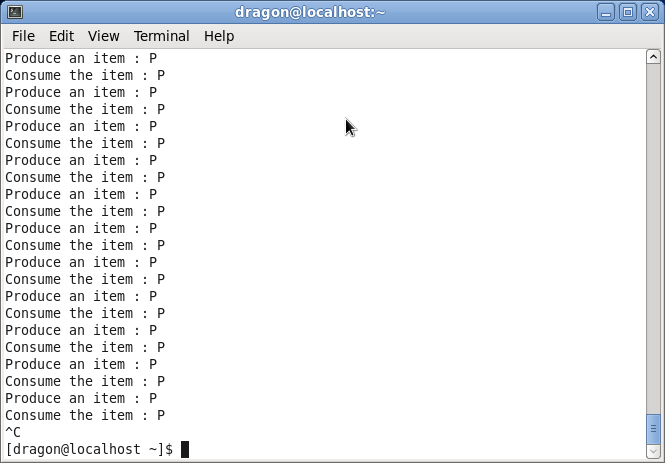 dragon@localhost:~
File Edit View Terminal Help
Produce an item : P
Consume the item : P
Produce an item : P
Consume the item : P
Produce an item : P
Consume the item : P
Produce an item : P
Consume the item : P
Produce an item : P
Consume the item : P
Produce an item : P
Consume the item : P
Produce an item : P
Consume the item : P
Produce an item : P
Consume the item : P
Produce an item : P
Consume the item : P
Produce an item : P
Consume the item : P
Produce an item : P
Consume the item : P
^C
[dragon@localhost ~]$